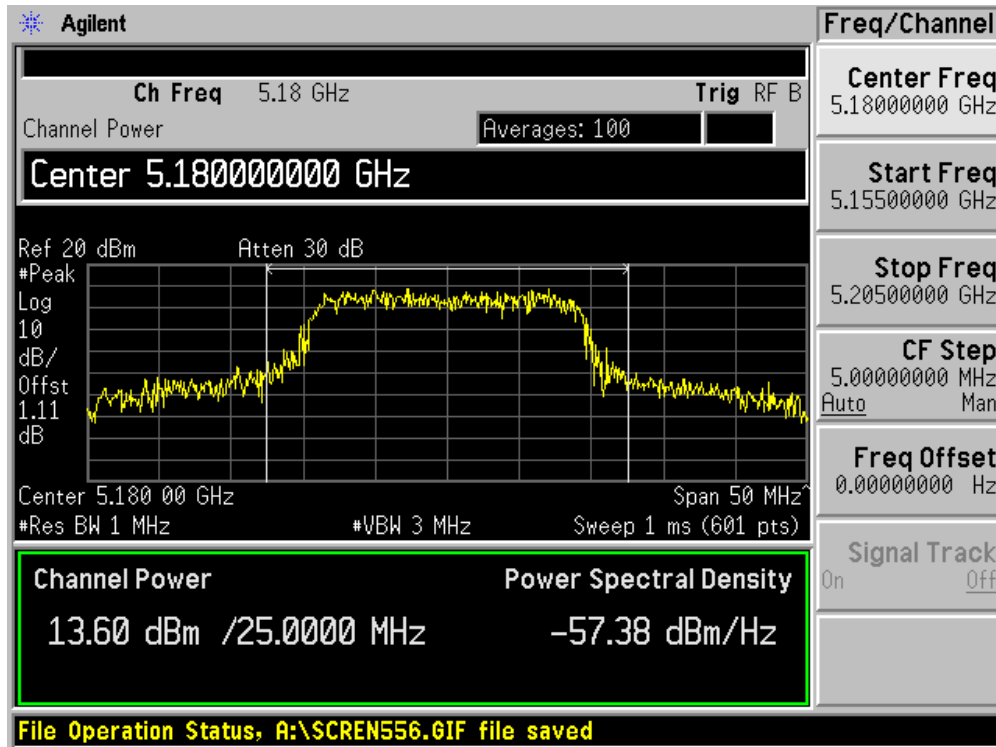 Agilent
Ch Freq 5.18 GHz Trig RF B
Channel Power Averages: 100
Center 5.180000000 GHz
Ref 20 dBm Atten 30 dB
#Peak
Log
10
dB/
Offst
1.11
dB
Center 5.180 00 GHz Span 50 MHz^
#Res BW 1 MHz #VBW 3 MHz Sweep 1 ms (601 pts)
Channel Power Power Spectral Density
13.60 dBm /25.0000 MHz -57.38 dBm/Hz
File Operation Status, A:\SCREN556.GIF file saved
Freq/Channel
Center Freq
5.18000000 GHz
Start Freq
5.15500000 GHz
Stop Freq
5.20500000 GHz
CF Step
5.00000000 MHz
Auto Man
Freq Offset
0.00000000 Hz
Signal Track
On Off